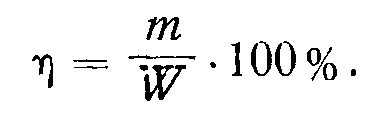 η = m/W · 100 %.